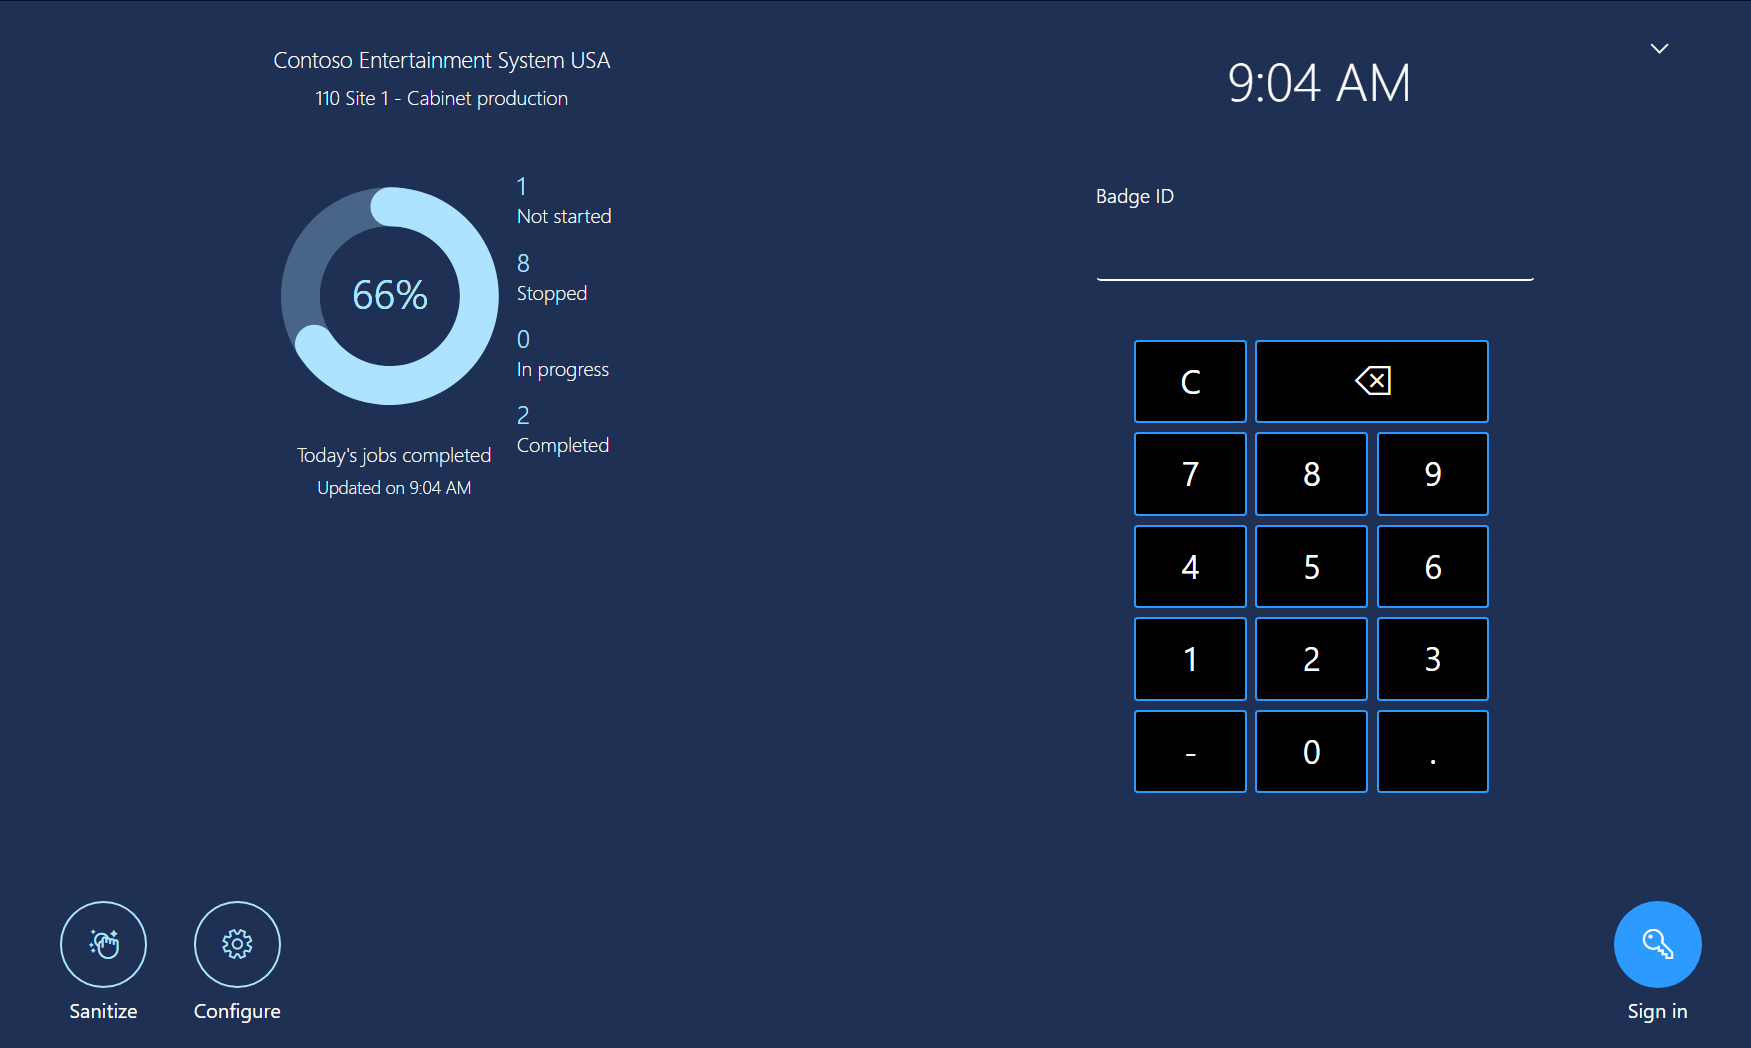 Contoso Entertainment System USA
110 Site 1 - Cabinet production
66%
Today's jobs completed
Updated on 9:04 AM
1
Not started
8
Stopped
0
In progress
2
Completed
9:04 AM
Badge ID
C
7 8 9
4 5 6
1 2 3
- 0 .
Sanitize
Configure
Sign in